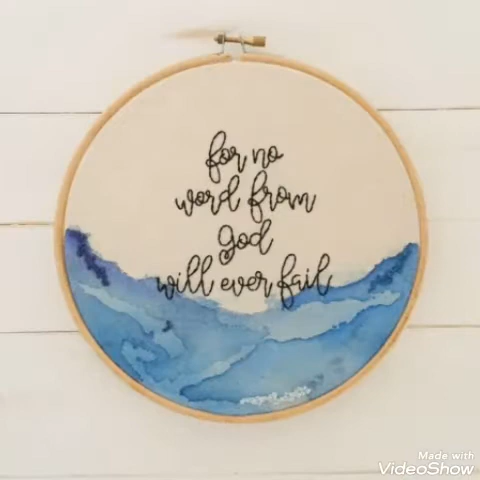 for no
word from
god
will ever fail
Made with
VideoShow